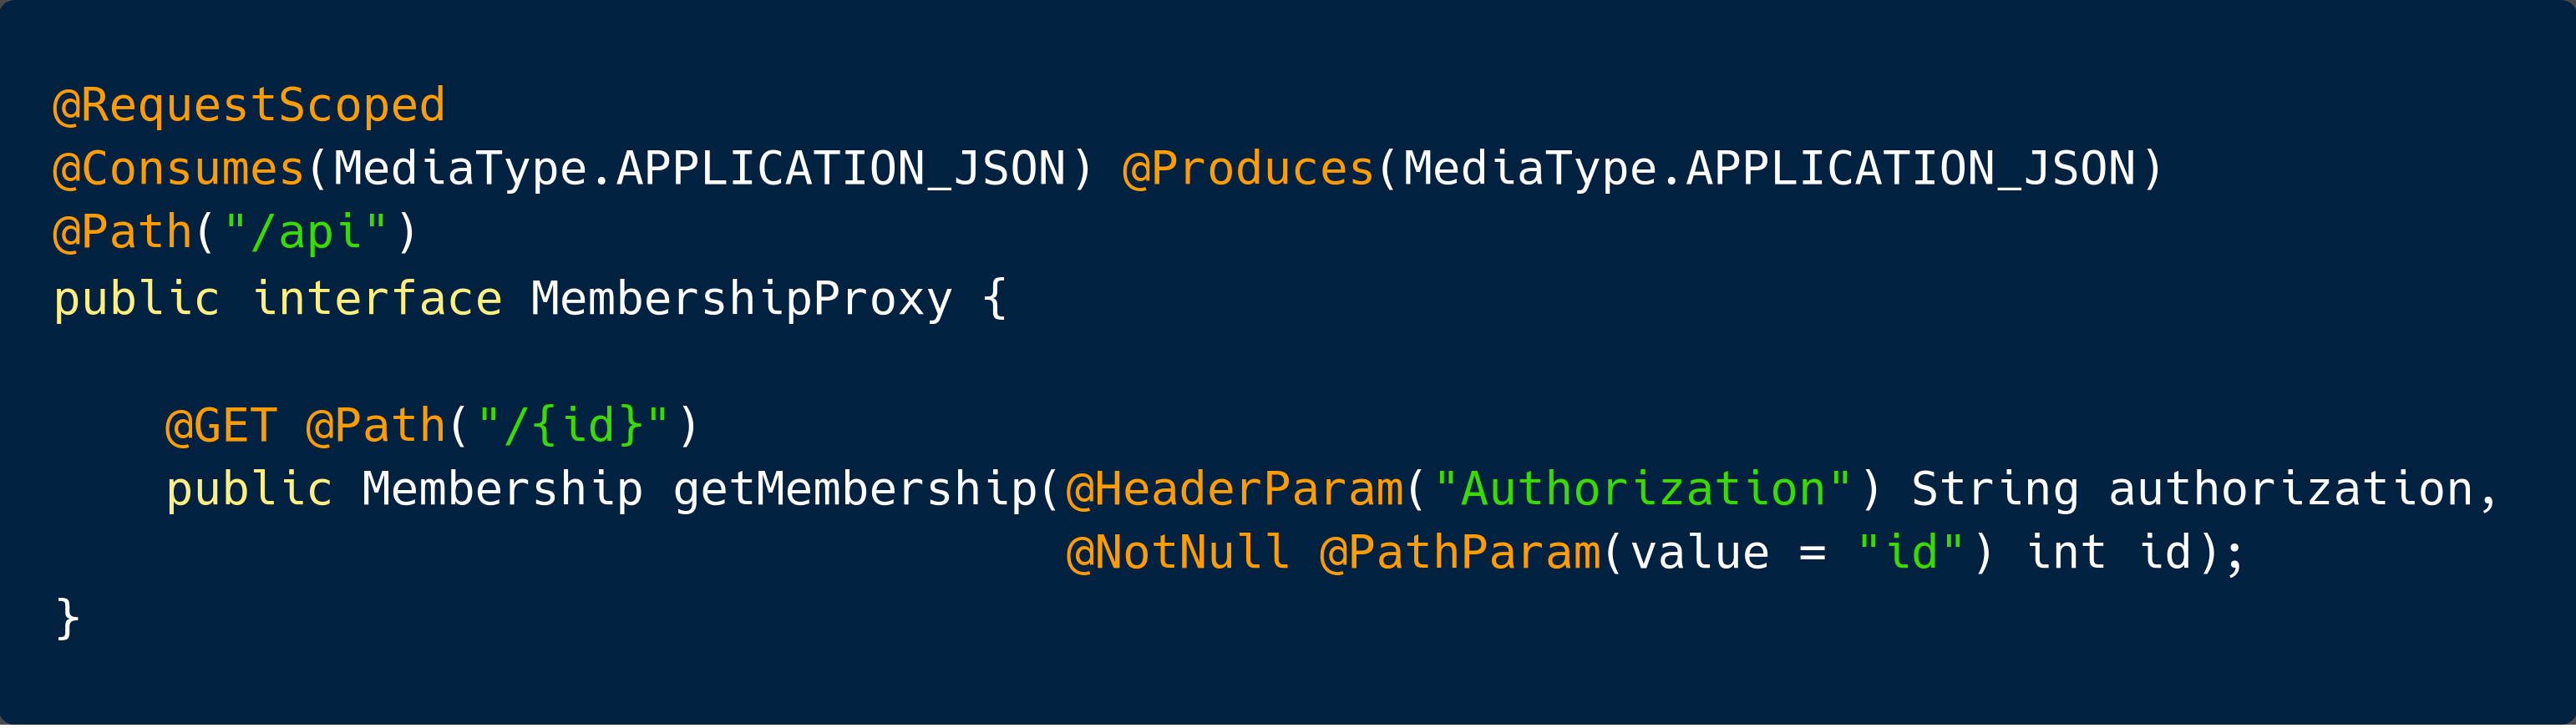 @RequestScoped
@Consumes(MediaType.APPLICATION_JSON) @Produces(MediaType.APPLICATION_JSON)
@Path("/api")
public interface MembershipProxy {
@GET @Path("/{id}")
public Membership getMembership(@HeaderParam("Authorization") String authorization,
@NotNull @PathParam(value = "id") int id);
}